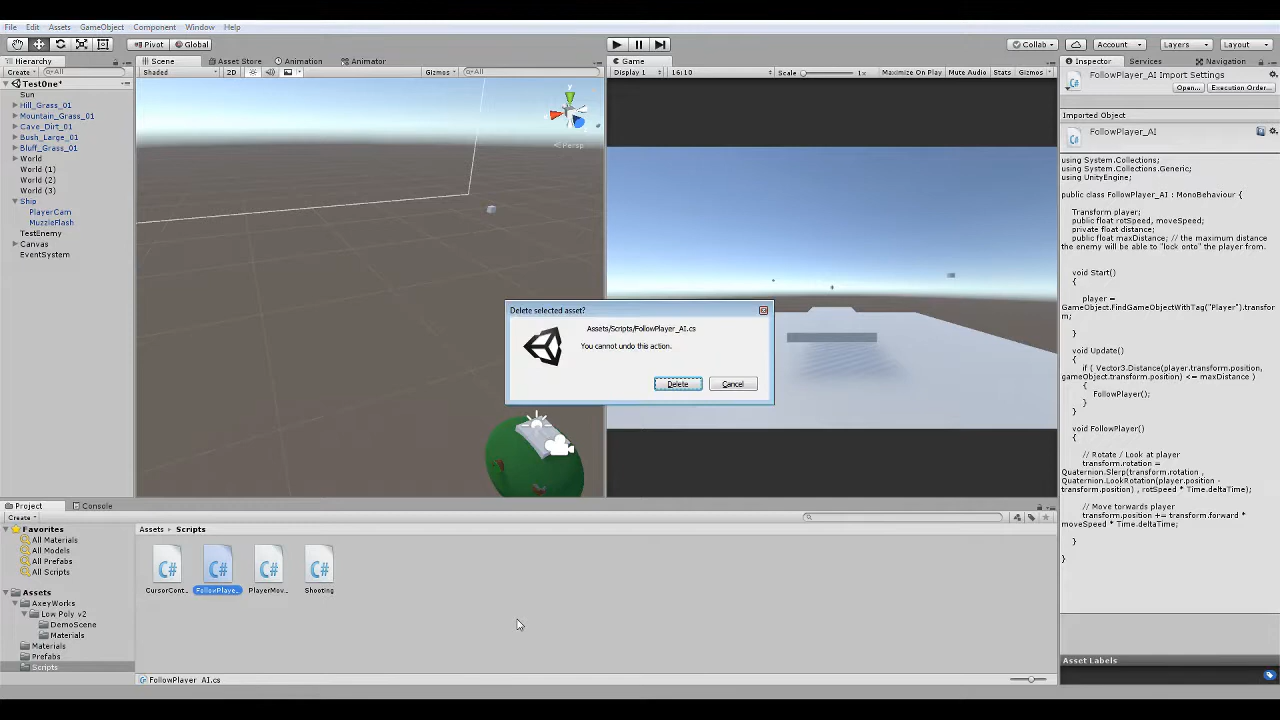 File Edit Assets GameObject Component Window Help
Pivot Global
Collab Account Layers Layout
Hierarchy
Create All
TestOne*
Sun
Hill_Grass_01
Mountain_Grass_01
Cave_Dirt_01
Bush_Large_01
Bluff_Grass_01
World
World (1)
World (2)
World (3)
Ship
PlayerCam
MuzzleFlash
TestEnemy
Canvas
EventSystem
Scene Asset Store Animation Animator
Shaded 2D Gizmos All
y
Persp
Game
Display 1 16:10 Scale 1x Maximize On Play Mute Audio Stats Gizmos
Delete selected asset?
Assets/Scripts/FollowPlayer_AI.cs
You cannot undo this action.
Delete Cancel
Inspector Services Navigation
FollowPlayer_AI Import Settings
Open... Execution Order...
Imported Object
FollowPlayer_AI
using System.Collections;
using System.Collections.Generic;
using UnityEngine;
public class FollowPlayer_AI : MonoBehaviour {
Transform player;
public float rotSpeed, moveSpeed;
private float distance;
public float maxDistance; // the maximum distance
the enemy will be able to "lock onto" the player from.
void Start()
{
player =
GameObject.FindGameObjectWithTag("Player").transfor
m;
}
void Update()
{
if ( Vector3.Distance(player.transform.position,
gameObject.transform.position) <= maxDistance )
{
FollowPlayer();
}
}
void FollowPlayer()
{
// Rotate / Look at player
transform.rotation =
Quaternion.Slerp(transform.rotation ,
Quaternion.LookRotation(player.position -
transform.position) , rotSpeed * Time.deltaTime);
// Move torwards player
transform.position += transform.forward *
moveSpeed * Time.deltaTime;
}
}
Asset Labels
Project Console
Create
Favorites
All Materials
All Models
All Prefabs
All Scripts
Assets
AxeyWorks
Low Poly v2
DemoScene
Materials
Materials
Prefabs
Scripts
Assets Scripts
C# C# C# C#
CursorCont... FollowPlaye... PlayerMov... Shooting
FollowPlayer_AI.cs